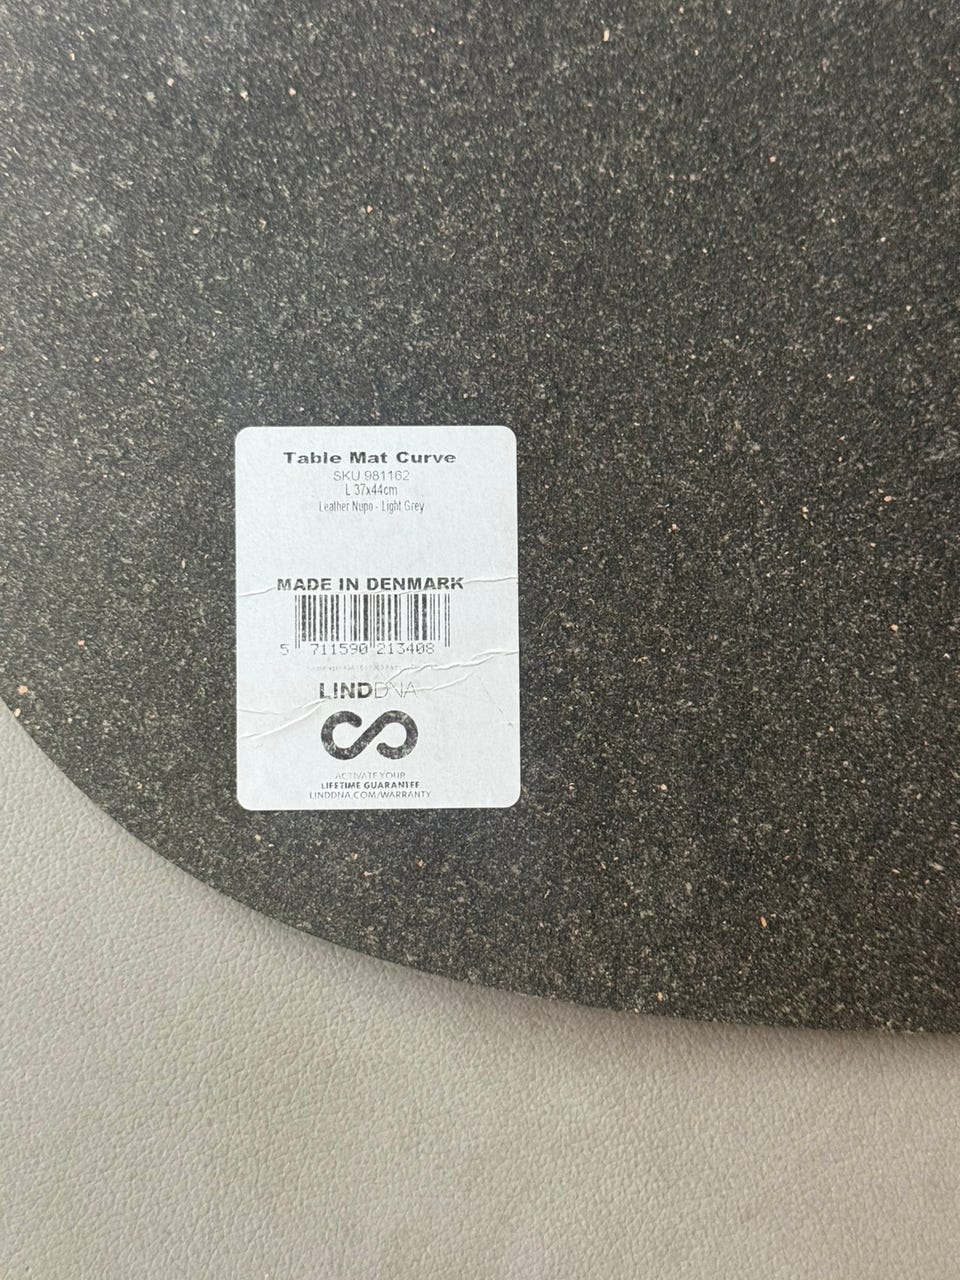 Table Mat Curve
SKU 981162
L 37x44cm
Leather Nupo - Light Grey
MADE IN DENMARK
5 711590 213408
LINDDNA
ACTIVATE YOUR
LIFETIME GUARANTEE
LINDDNA.COM/WARRANTY